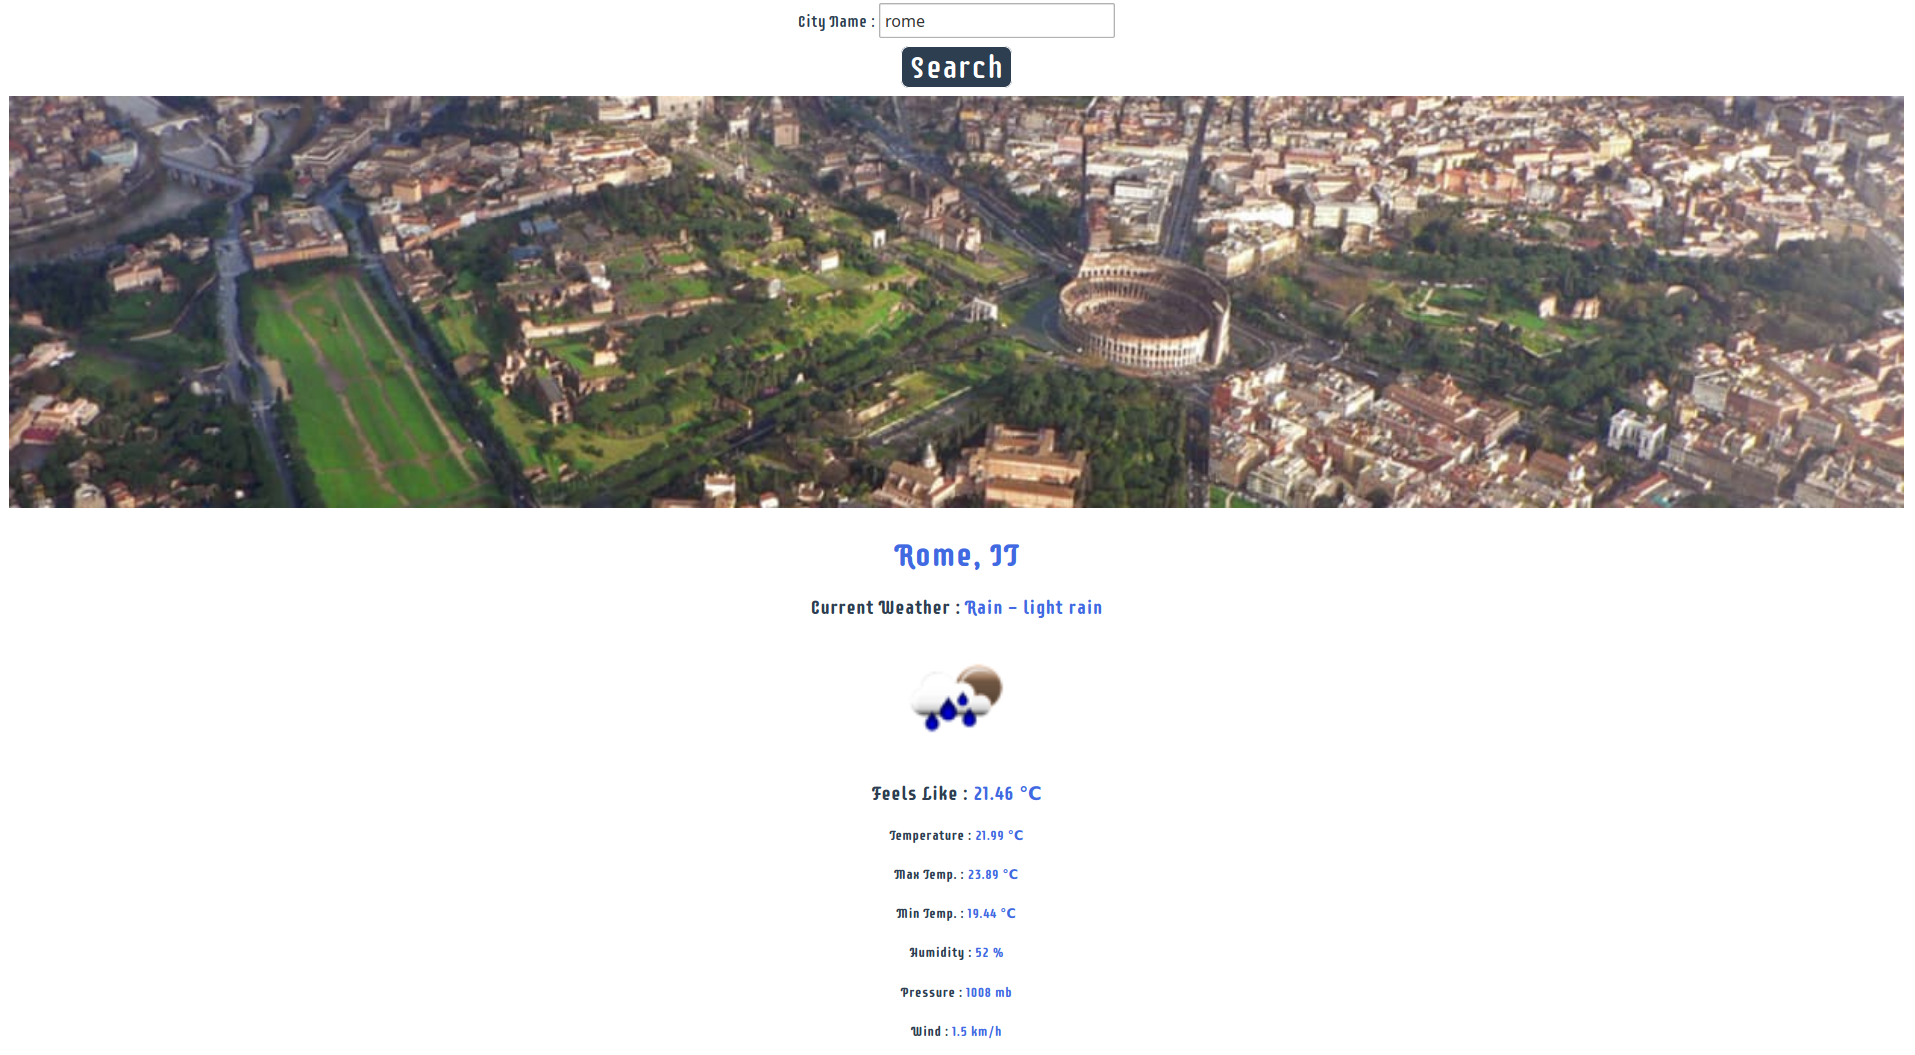 City Name : rome
Search
Rome, IT
Current Weather : Rain - light rain
Feels Like : 21.46 °C
Temperature : 21.99 °C
Max Temp. : 23.89 °C
Min Temp. : 19.44 °C
Humidity : 52 %
Pressure : 1008 mb
Wind : 1.5 km/h